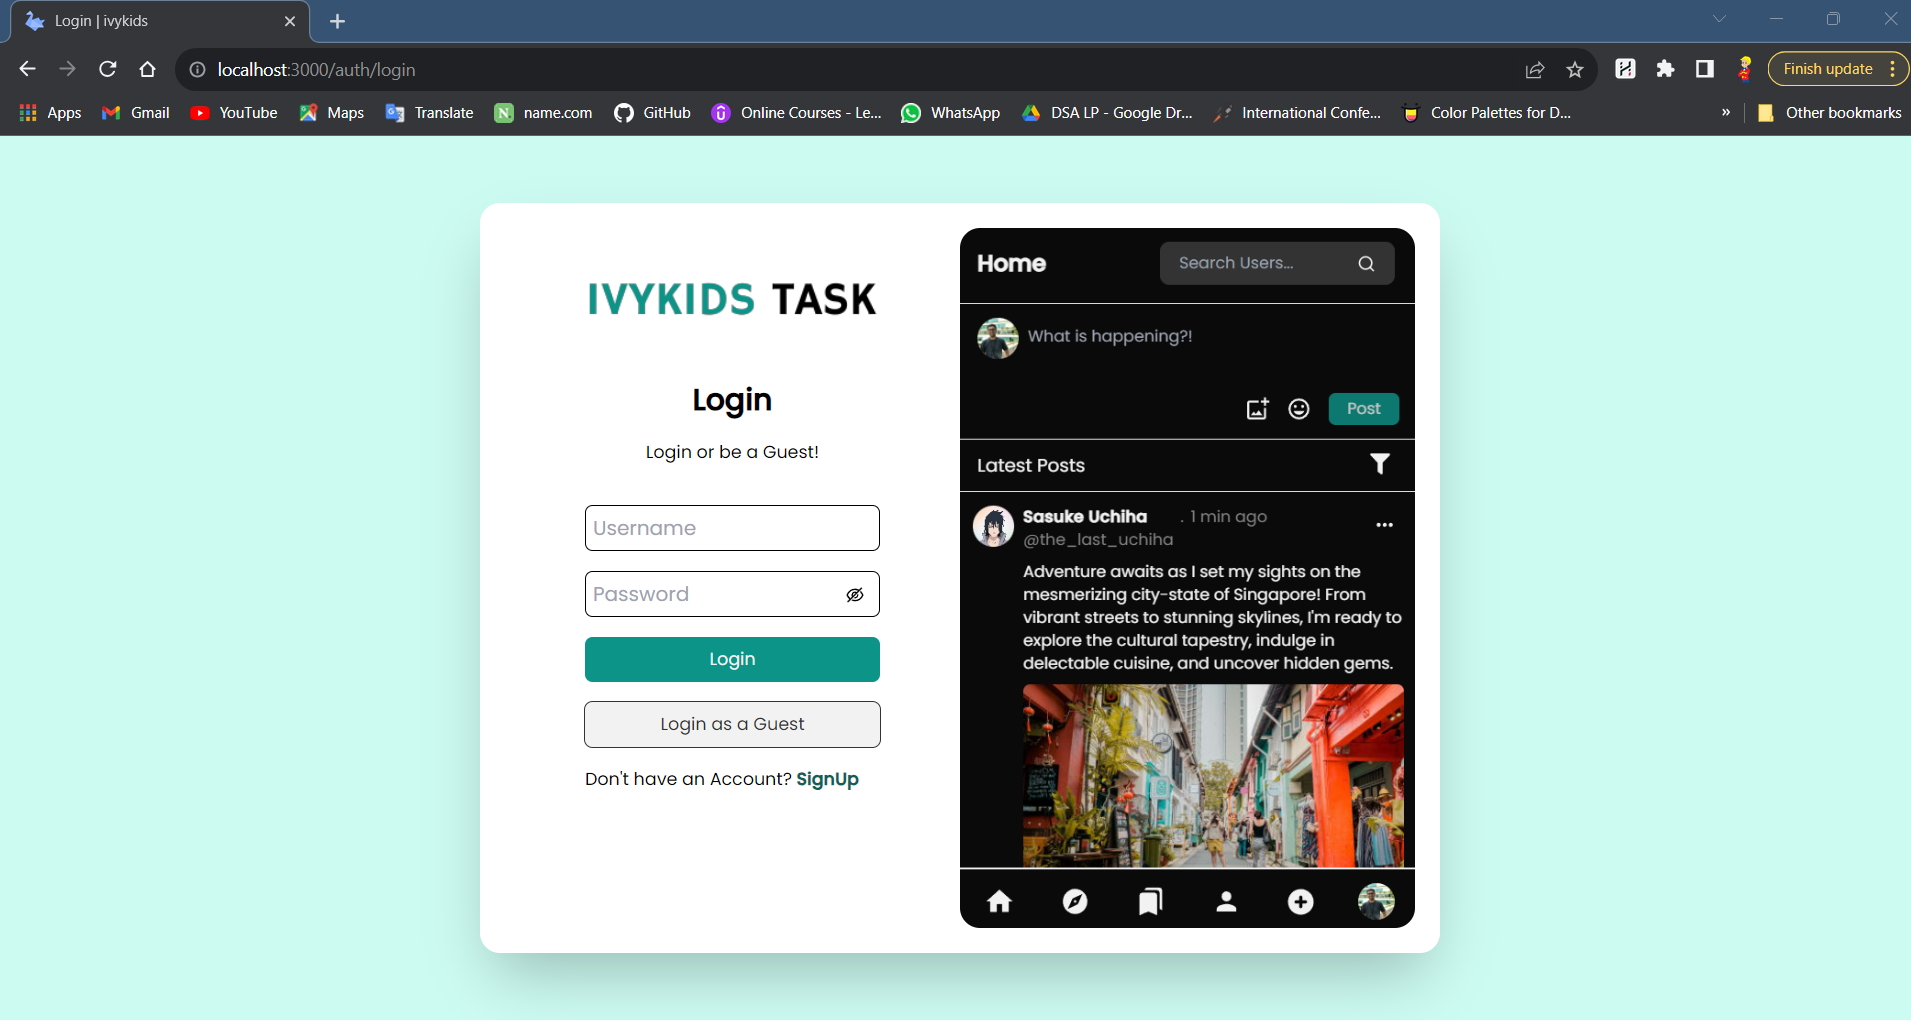 Login | ivykids
localhost:3000/auth/login
Finish update
Apps
Gmail
YouTube
Maps
Translate
name.com
GitHub
Online Courses - Le...
WhatsApp
DSA LP - Google Dr...
International Confe...
Color Palettes for D...
»
Other bookmarks
IVYKIDS TASK
Login
Login or be a Guest!
Username
Password
Login
Login as a Guest
Don't have an Account? SignUp
Home
Search Users...
What is happening?!
Post
Latest Posts
Sasuke Uchiha . 1 min ago
@the_last_uchiha
Adventure awaits as I set my sights on the
mesmerizing city-state of Singapore! From
vibrant streets to stunning skylines, I'm ready to
explore the cultural tapestry, indulge in
delectable cuisine, and uncover hidden gems.